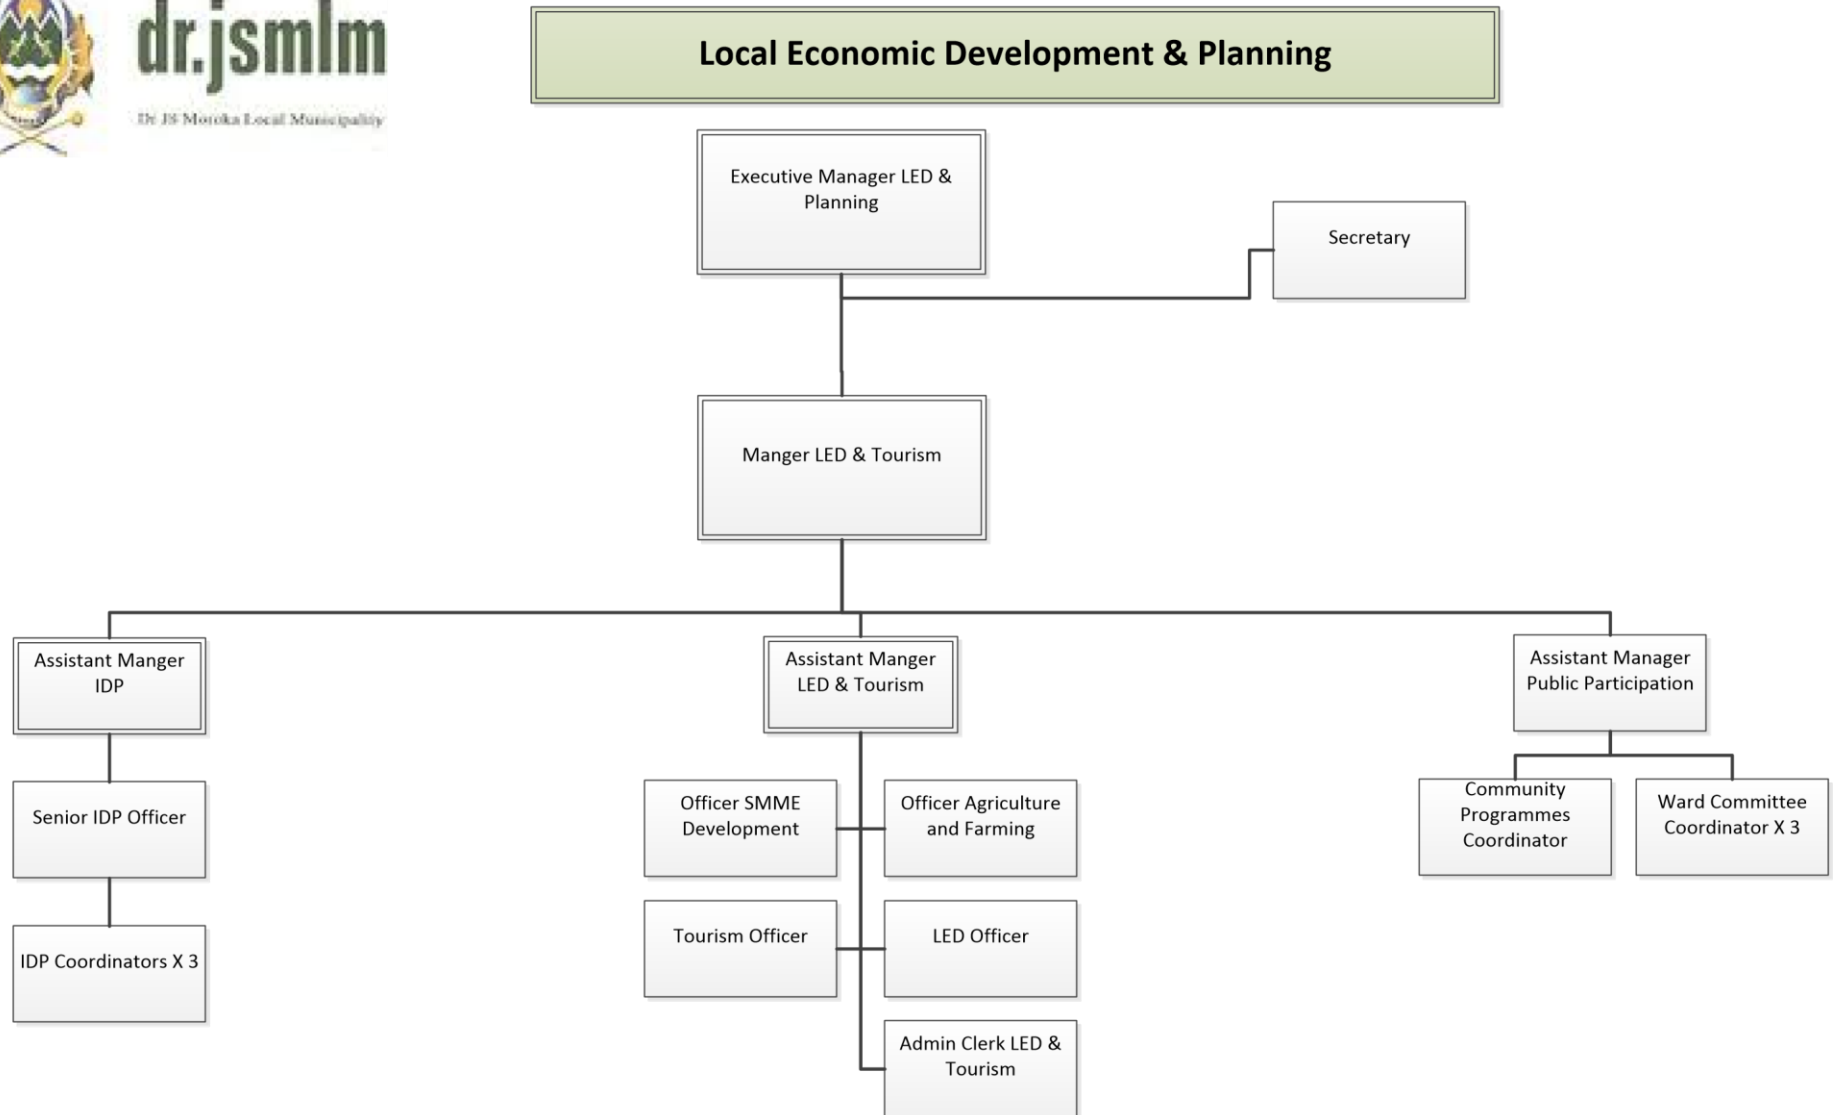 dr.jsmlm
Dr JS Moroka Local Municipality
Local Economic Development & Planning
Executive Manager LED &
Planning
Secretary
Manger LED & Tourism
Assistant Manger
IDP
Assistant Manger
LED & Tourism
Assistant Manager
Public Participation
Senior IDP Officer
IDP Coordinators X 3
Officer SMME
Development
Officer Agriculture
and Farming
Tourism Officer
LED Officer
Admin Clerk LED &
Tourism
Community
Programmes
Coordinator
Ward Committee
Coordinator X 3